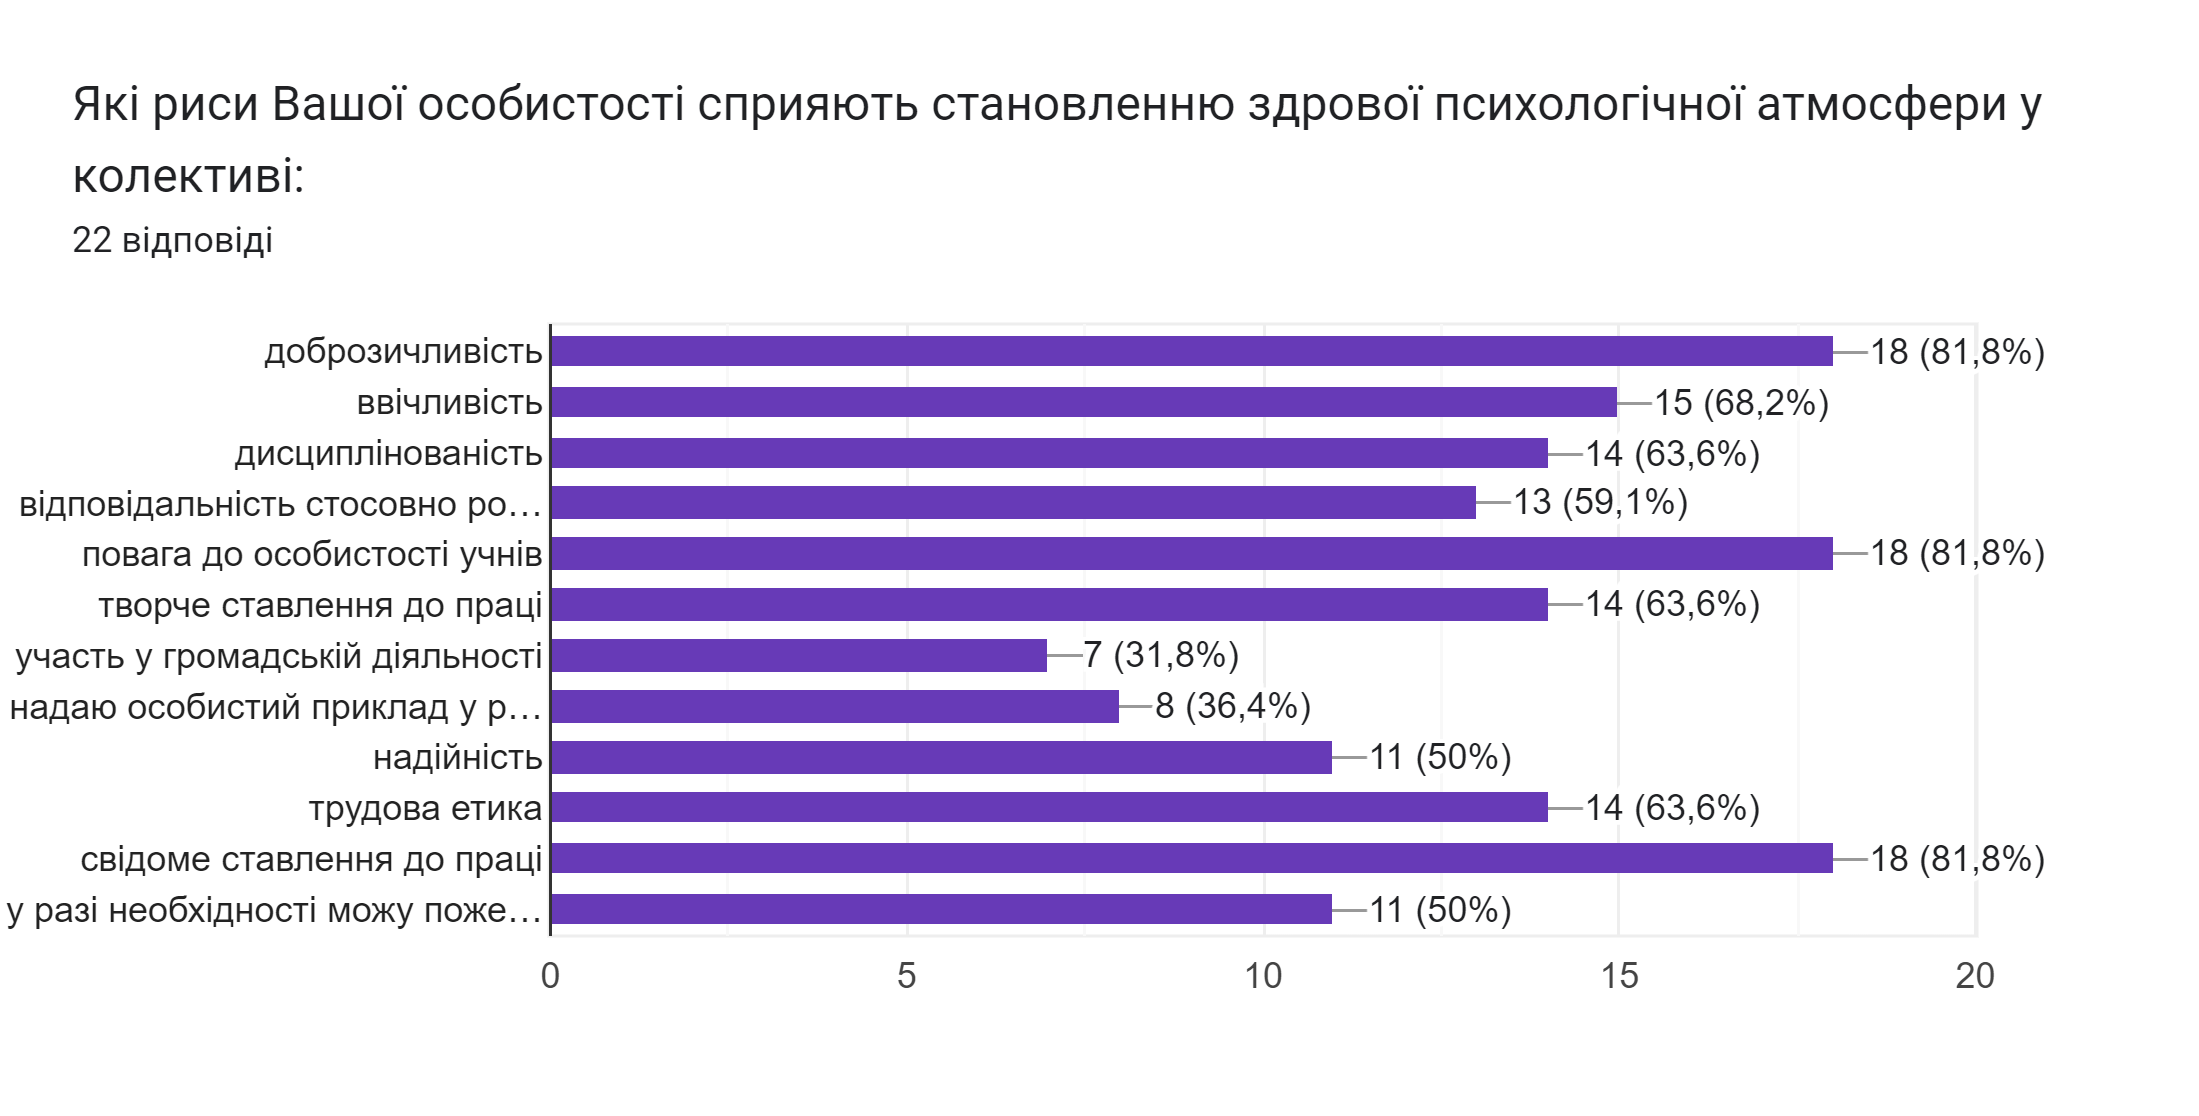 Які риси Вашої особистості сприяють становленню здрової психологічної атмосфери у
колективі:
22 відповіді
доброзичливість 18 (81,8%)
ввічливість 15 (68,2%)
дисциплінованість 14 (63,6%)
відповідальність стосовно ро… 13 (59,1%)
повага до особистості учнів 18 (81,8%)
творче ставлення до праці 14 (63,6%)
участь у громадській діяльності 7 (31,8%)
надаю особистий приклад у р… 8 (36,4%)
надійність 11 (50%)
трудова етика 14 (63,6%)
свідоме ставлення до праці 18 (81,8%)
у разі необхідності можу поже… 11 (50%)
0 5 10 15 20